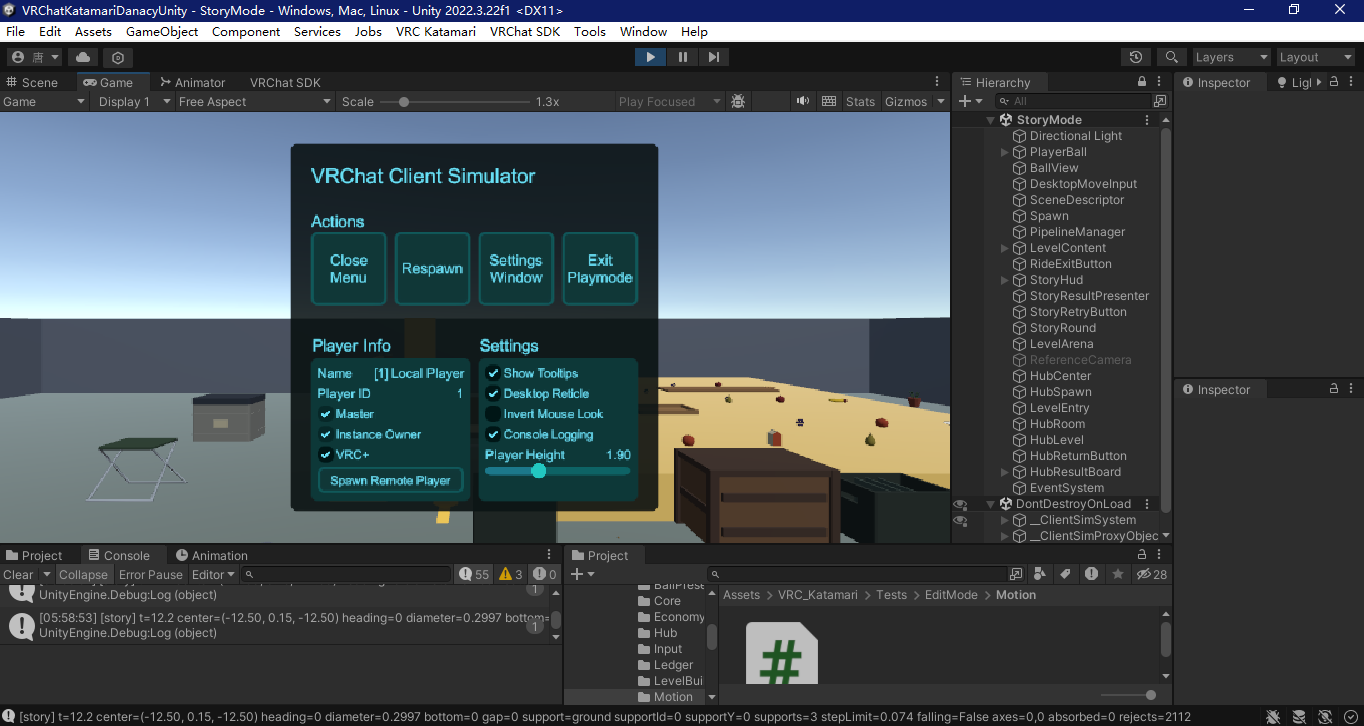 VRChatKatamariDanacyUnity - StoryMode - Windows, Mac, Linux - Unity 2022.3.22f1 <DX11>
File Edit Assets GameObject Component Services Jobs VRC Katamari VRChat SDK Tools Window Help
Layers Layout
Scene Game Animator VRChat SDK
Game Display 1 Free Aspect Scale 1.3x Play Focused Stats Gizmos
VRChat Client Simulator
Actions
Close Menu
Respawn
Settings Window
Exit Playmode
Player Info
Name [1] Local Player
Player ID 1
Master
Instance Owner
VRC+
Spawn Remote Player
Settings
Show Tooltips
Desktop Reticle
Invert Mouse Look
Console Logging
Player Height 1.90
Hierarchy
All
StoryMode
Directional Light
PlayerBall
BallView
DesktopMoveInput
SceneDescriptor
Spawn
PipelineManager
LevelContent
RideExitButton
StoryHud
StoryResultPresenter
StoryRetryButton
StoryRound
LevelArena
ReferenceCamera
HubCenter
HubSpawn
LevelEntry
HubRoom
HubLevel
HubReturnButton
HubResultBoard
EventSystem
DontDestroyOnLoad
__ClientSimSystem
__ClientSimProxyObjec
Inspector Ligl
Inspector
Project Console Animation
Clear Collapse Error Pause Editor 55 3 0
UnityEngine.Debug:Log (object) 1
[05:58:53] [story] t=12.2 center=(-12.50, 0.15, -12.50) heading=0 diameter=0.2997 bottom=
UnityEngine.Debug:Log (object) 1
Project
28
Core
Economy
Hub
Input
Ledger
LevelBui
Motion
Assets > VRC_Katamari > Tests > EditMode > Motion
#
[story] t=12.2 center=(-12.50, 0.15, -12.50) heading=0 diameter=0.2997 bottom=0 gap=0 support=ground supportId=0 supportY=0 supports=3 stepLimit=0.074 falling=False axes=0,0 absorbed=0 rejects=2112